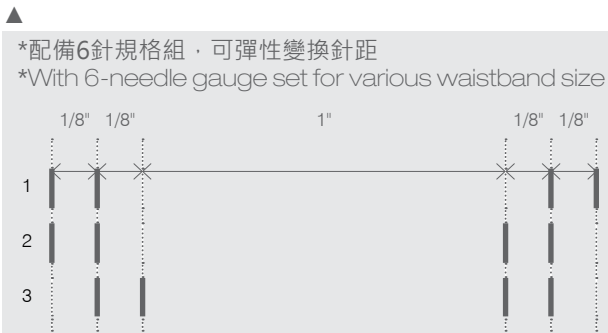 ▲
*配備6針規格組，可彈性變換針距
*With 6-needle gauge set for various waistband size
1/8" 1/8" 1" 1/8" 1/8"
1
2
3